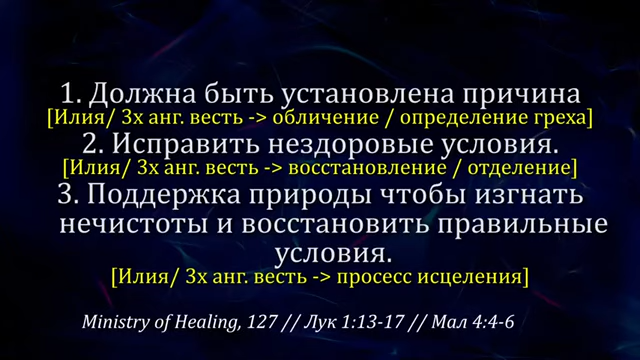 1. Должна быть установлена причина
[Илия/ 3х анг. весть -> обличение / определение греха]
2. Исправить нездоровые условия.
[Илия/ 3х анг. весть -> восстановление / отделение]
3. Поддержка природы чтобы изгнать
нечистоты и восстановить правильные
условия.
[Илия/ 3х анг. весть -> просесс исцеления]
Ministry of Healing, 127 // Лук 1:13-17 // Мал 4:4-6